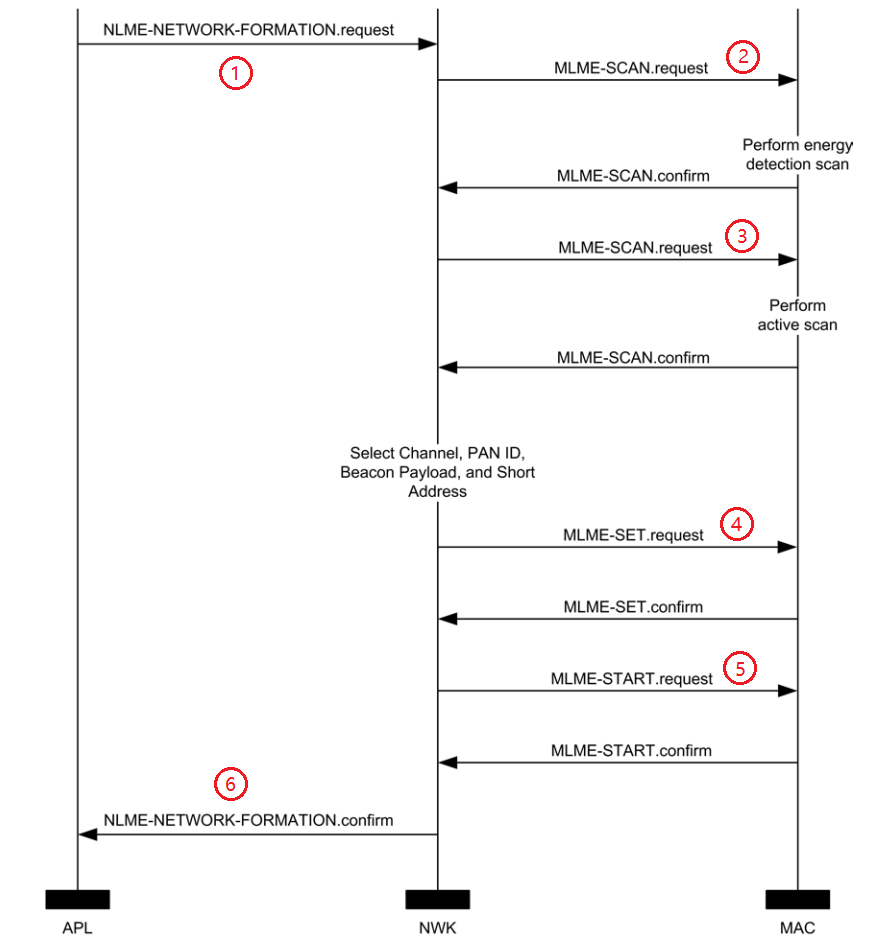 NLME-NETWORK-FORMATION.request
①
MLME-SCAN.request
②
Perform energy
detection scan
MLME-SCAN.confirm
MLME-SCAN.request
③
Perform
active scan
MLME-SCAN.confirm
Select Channel, PAN ID,
Beacon Payload, and Short
Address
MLME-SET.request
④
MLME-SET.confirm
MLME-START.request
⑤
MLME-START.confirm
⑥
NLME-NETWORK-FORMATION.confirm
APL
NWK
MAC